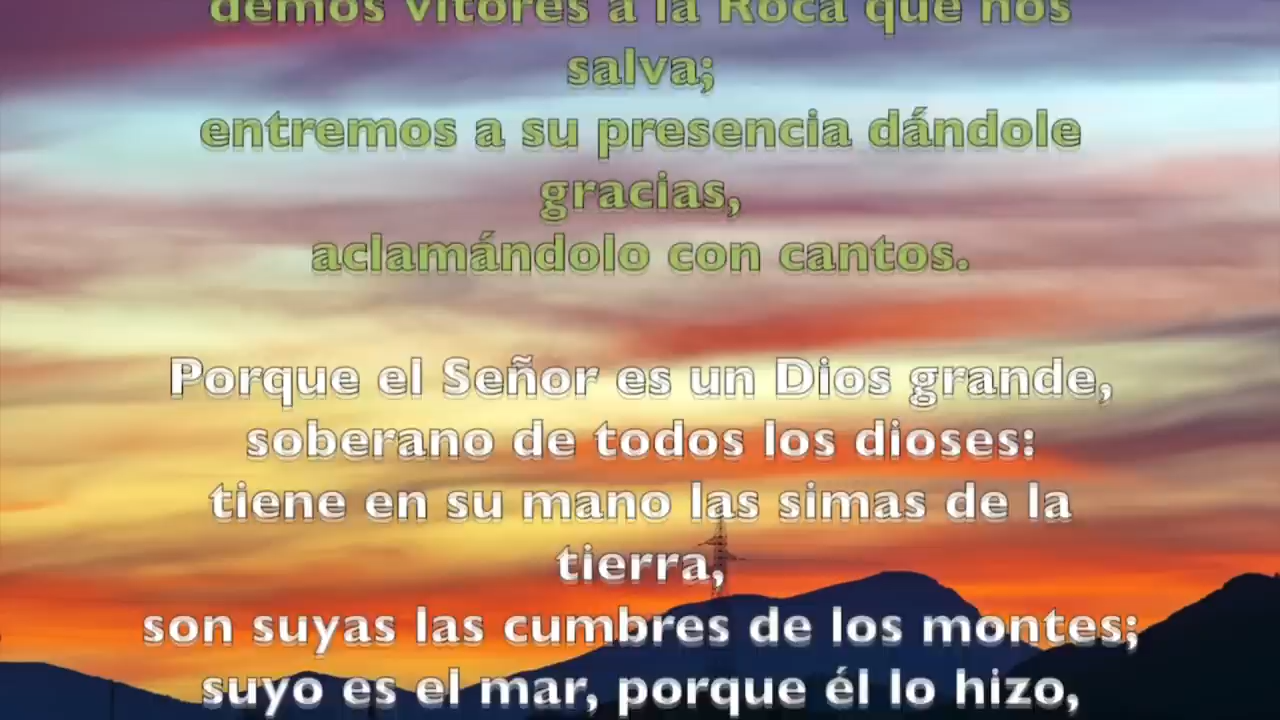 demos vítores a la Roca que nos
salva;
entremos a su presencia dándole
gracias,
aclamándolo con cantos.
Porque el Señor es un Dios grande,
soberano de todos los dioses:
tiene en su mano las simas de la
tierra,
son suyas las cumbres de los montes;
suyo es el mar, porque él lo hizo,